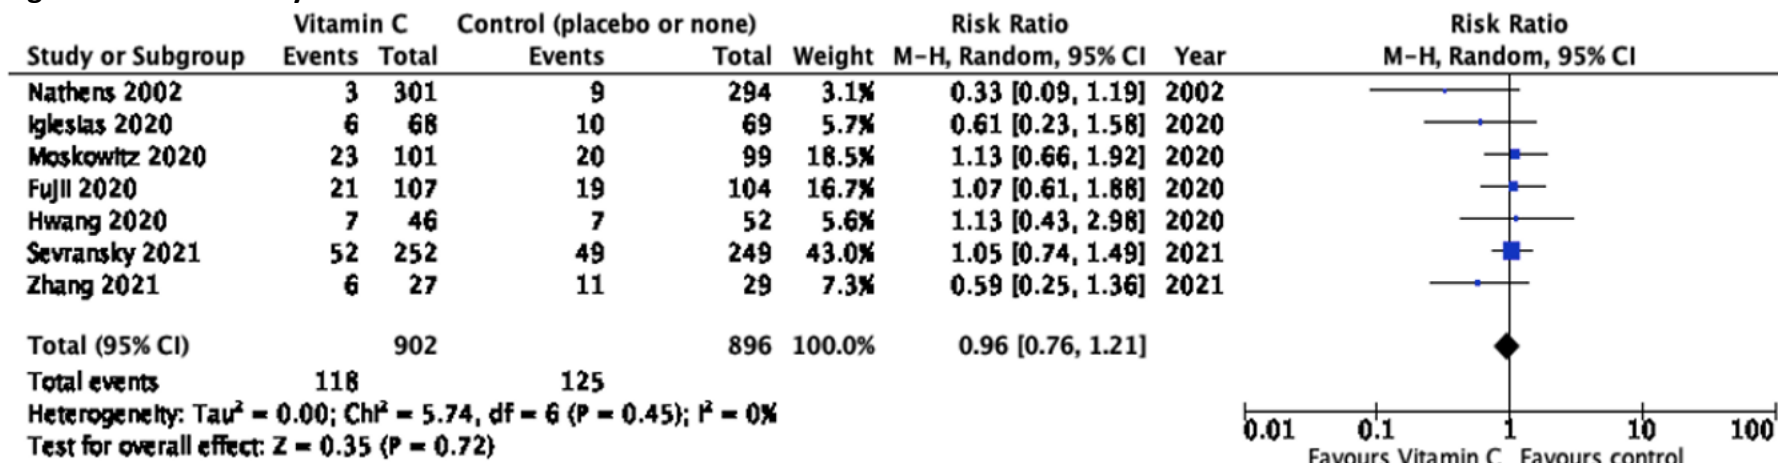 Vitamin C Control (placebo or none) Risk Ratio Risk Ratio
Study or Subgroup Events Total Events Total Weight M-H, Random, 95% CI Year M-H, Random, 95% CI
Nathens 2002 3 301 9 294 3.1% 0.33 [0.09, 1.19] 2002
Iglesias 2020 6 68 10 69 5.7% 0.61 [0.23, 1.58] 2020
Moskowitz 2020 23 101 20 99 18.5% 1.13 [0.66, 1.92] 2020
Fujii 2020 21 107 19 104 16.7% 1.07 [0.61, 1.88] 2020
Hwang 2020 7 46 7 52 5.6% 1.13 [0.43, 2.98] 2020
Sevransky 2021 52 252 49 249 43.0% 1.05 [0.74, 1.49] 2021
Zhang 2021 6 27 11 29 7.3% 0.59 [0.25, 1.36] 2021
Total (95% CI) 902 896 100.0% 0.96 [0.76, 1.21]
Total events 118 125
Heterogeneity: Tau² = 0.00; Chi² = 5.74, df = 6 (P = 0.45); I² = 0%
Test for overall effect: Z = 0.35 (P = 0.72)
0.01 0.1 1 10 100
Favours Vitamin C Favours control